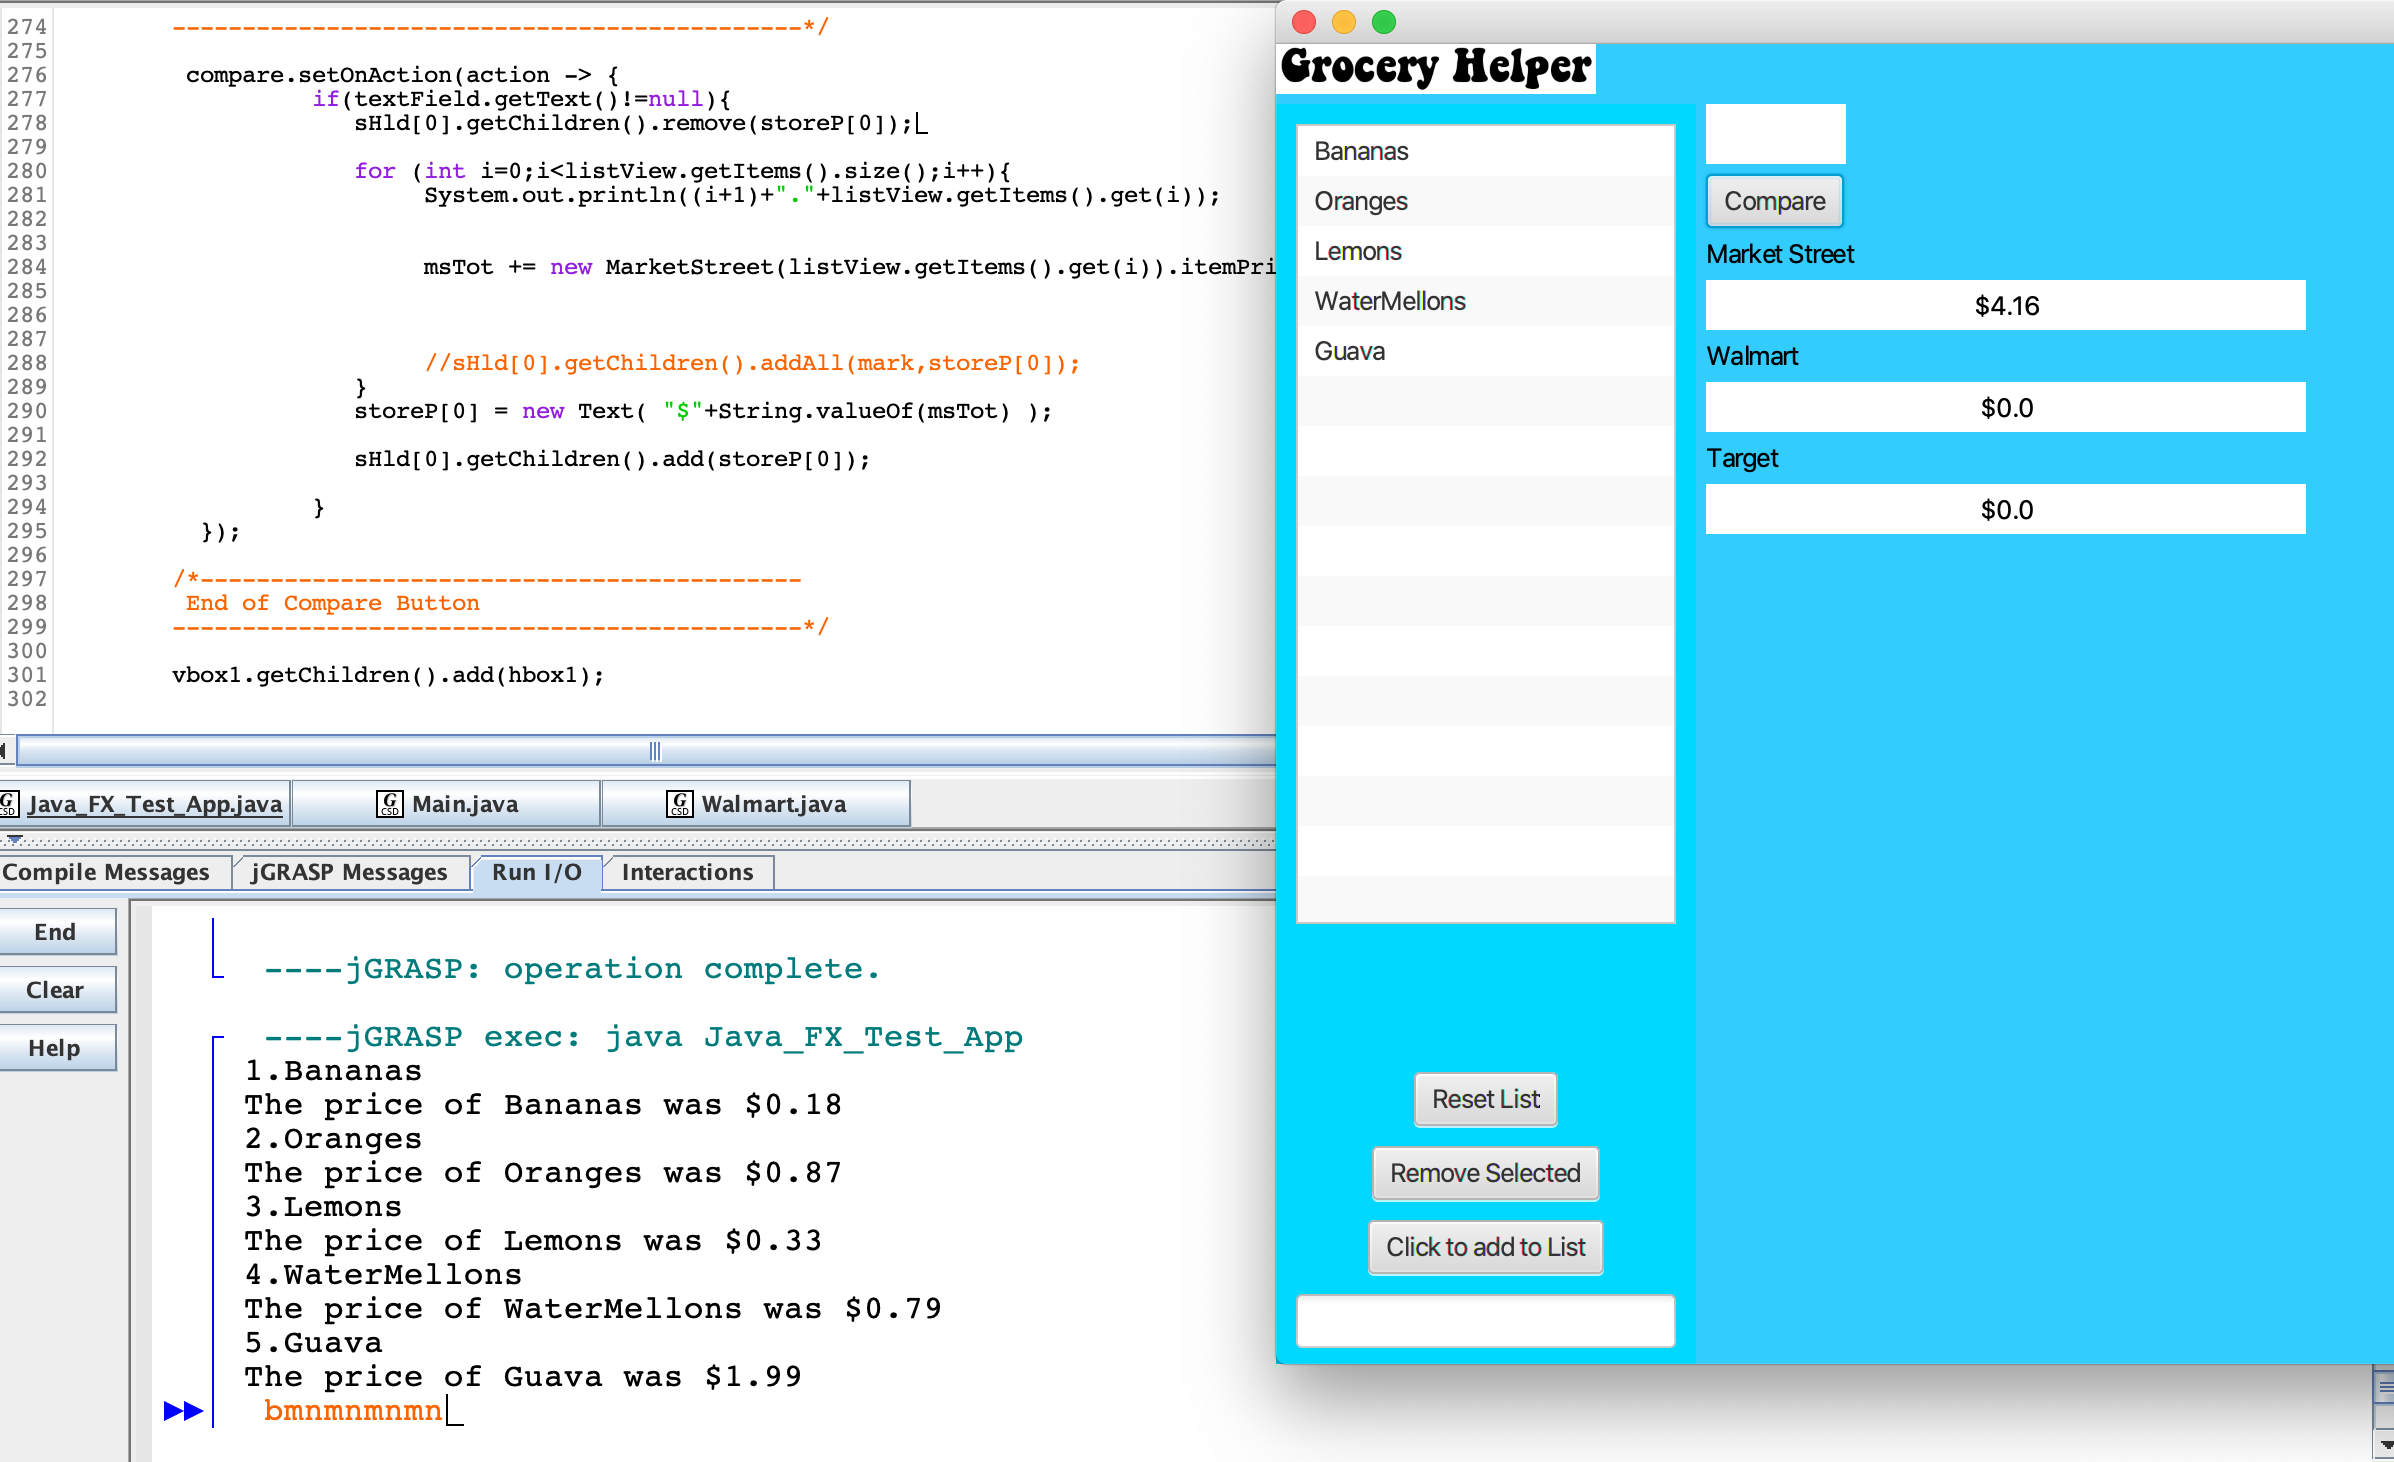 274 -----------------------------------------------*/
275
276 compare.setOnAction(action -> {
277 if(textField.getText()!=null){
278 sHld[0].getChildren().remove(storeP[0]);
279
280 for (int i=0;i<listView.getItems().size();i++){
281 System.out.println((i+1)+"."+listView.getItems().get(i));
282
283
284 msTot += new MarketStreet(listView.getItems().get(i)).itemPri
285
286
287
288 //sHld[0].getChildren().addAll(mark,storeP[0]);
289 }
290 storeP[0] = new Text( "$"+String.valueOf(msTot) );
291
292 sHld[0].getChildren().add(storeP[0]);
293
294 }
295 });
296
297 /*---------------------------------------------
298 End of Compare Button
299 -----------------------------------------------*/
300
301 vbox1.getChildren().add(hbox1);
302
Java_FX_Test_App.java Main.java Walmart.java
Compile Messages jGRASP Messages Run I/O Interactions
End
Clear
Help
----jGRASP: operation complete.
----jGRASP exec: java Java_FX_Test_App
1.Bananas
The price of Bananas was $0.18
2.Oranges
The price of Oranges was $0.87
3.Lemons
The price of Lemons was $0.33
4.WaterMellons
The price of WaterMellons was $0.79
5.Guava
The price of Guava was $1.99
bmnmnmnmn
Grocery Helper
Bananas
Oranges
Lemons
WaterMellons
Guava
Reset List
Remove Selected
Click to add to List
Compare
Market Street
$4.16
Walmart
$0.0
Target
$0.0